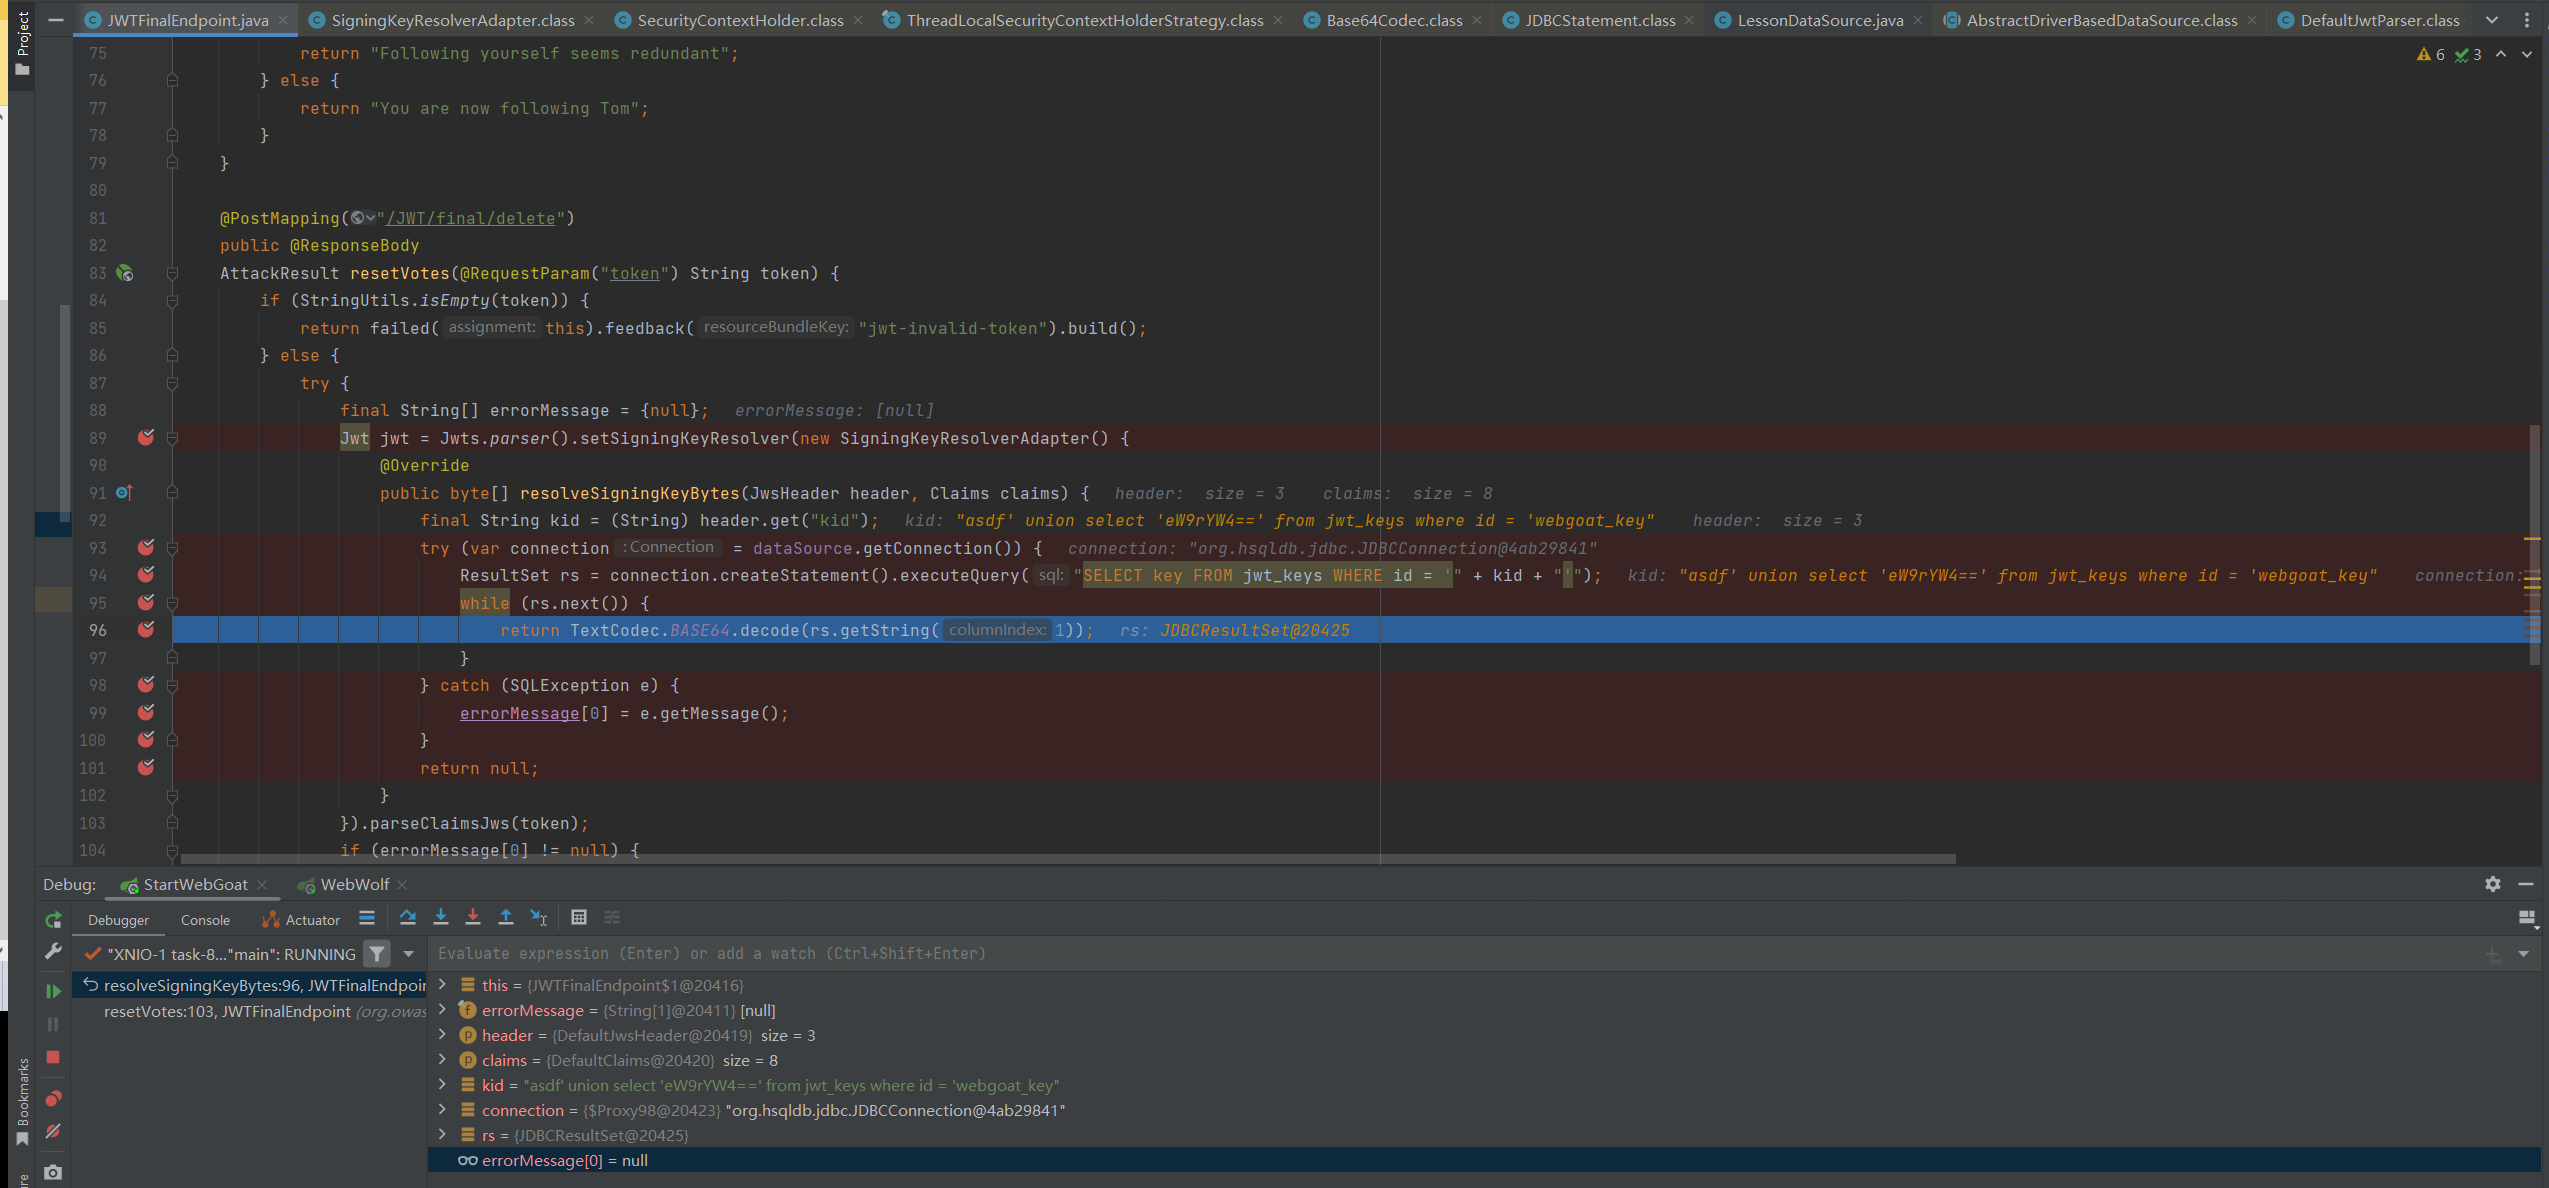 Project
JWTFinalEndpoint.java SigningKeyResolverAdapter.class SecurityContextHolder.class ThreadLocalSecurityContextHolderStrategy.class Base64Codec.class JDBCStatement.class LessonDataSource.java AbstractDriverBasedDataSource.class DefaultJwtParser.class
6 3
75 return "Following yourself seems redundant";
76 } else {
77 return "You are now following Tom";
78 }
79 }
80
81 @PostMapping("/JWT/final/delete")
82 public @ResponseBody
83 AttackResult resetVotes(@RequestParam("token") String token) {
84 if (StringUtils.isEmpty(token)) {
85 return failed( assignment: this).feedback( resourceBundleKey: "jwt-invalid-token").build();
86 } else {
87 try {
88 final String[] errorMessage = {null}; errorMessage: [null]
89 Jwt jwt = Jwts.parser().setSigningKeyResolver(new SigningKeyResolverAdapter() {
90 @Override
91 public byte[] resolveSigningKeyBytes(JwsHeader header, Claims claims) { header: size = 3 claims: size = 8
92 final String kid = (String) header.get("kid"); kid: "asdf' union select 'eW9rYW4==' from jwt_keys where id = 'webgoat_key" header: size = 3
93 try (var connection : Connection = dataSource.getConnection()) { connection: "org.hsqldb.jdbc.JDBCConnection@4ab29841"
94 ResultSet rs = connection.createStatement().executeQuery( sql: "SELECT key FROM jwt_keys WHERE id = '" + kid + "'"); kid: "asdf' union select 'eW9rYW4==' from jwt_keys where id = 'webgoat_key" connection:
95 while (rs.next()) {
96 return TextCodec.BASE64.decode(rs.getString( columnIndex: 1)); rs: JDBCResultSet@20425
97 }
98 } catch (SQLException e) {
99 errorMessage[0] = e.getMessage();
100 }
101 return null;
102 }
103 }).parseClaimsJws(token);
104 if (errorMessage[0] != null) {
Debug: StartWebGoat WebWolf
Debugger Console Actuator
"XNIO-1 task-8..."main": RUNNING
Evaluate expression (Enter) or add a watch (Ctrl+Shift+Enter)
resolveSigningKeyBytes:96, JWTFinalEndpoin
resetVotes:103, JWTFinalEndpoint (org.owas
this = {JWTFinalEndpoint$1@20416}
errorMessage = {String[1]@20411} [null]
header = {DefaultJwsHeader@20419} size = 3
claims = {DefaultClaims@20420} size = 8
kid = "asdf' union select 'eW9rYW4==' from jwt_keys where id = 'webgoat_key"
connection = {$Proxy98@20423} "org.hsqldb.jdbc.JDBCConnection@4ab29841"
rs = {JDBCResultSet@20425}
errorMessage[0] = null
Bookmarks